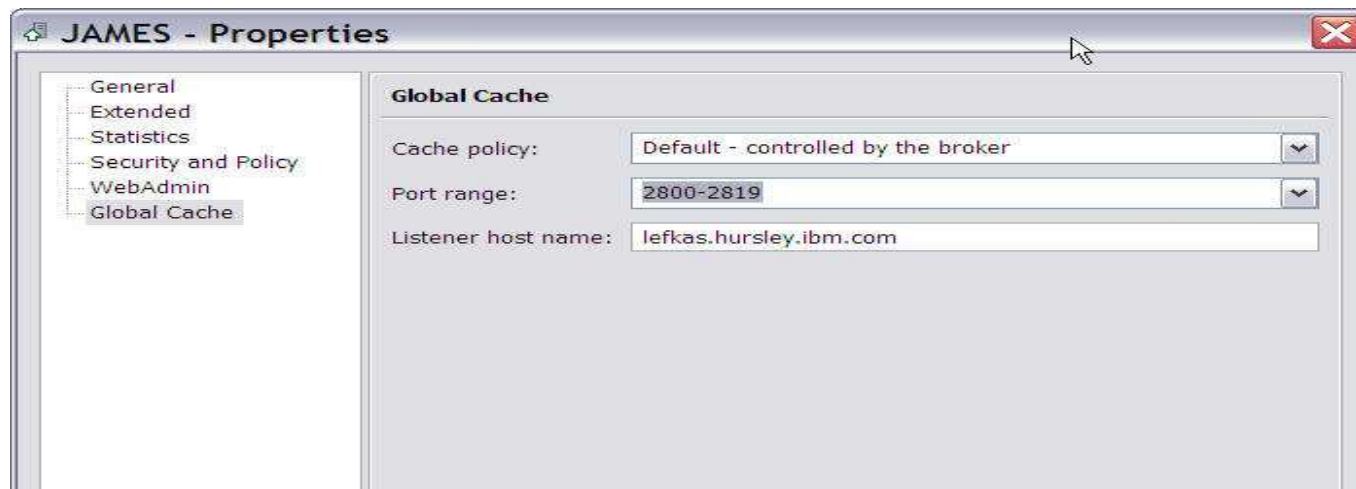 JAMES - Properties
General
Extended
Statistics
Security and Policy
WebAdmin
Global Cache
Global Cache
Cache policy: Default - controlled by the broker
Port range: 2800-2819
Listener host name: lefkas.hursley.ibm.com